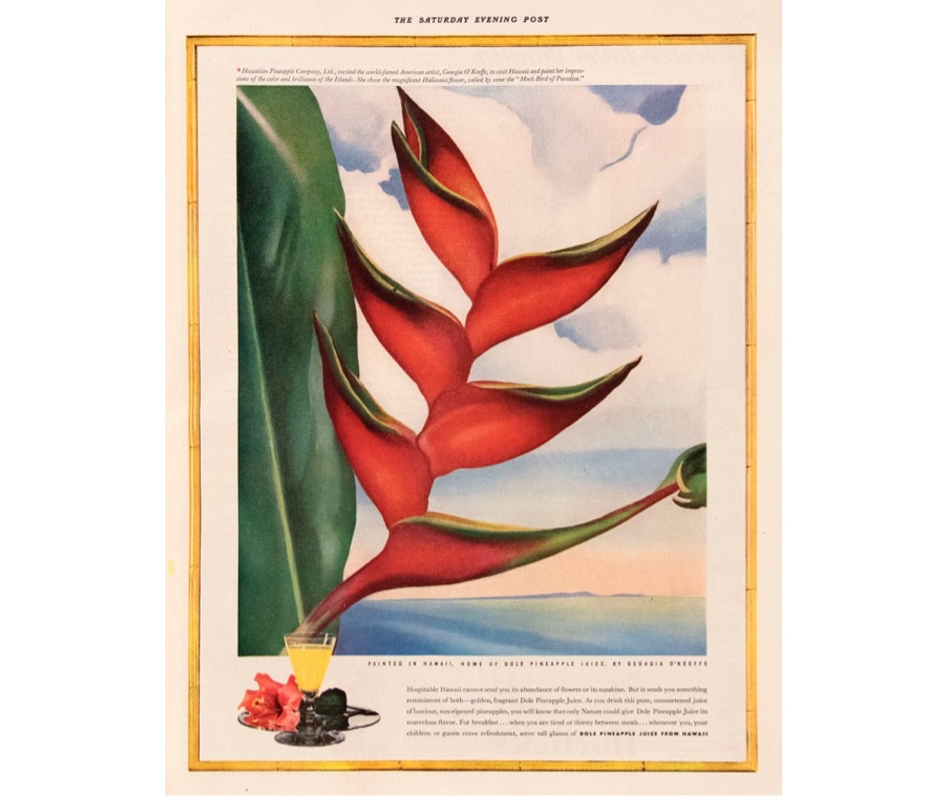 THE SATURDAY EVENING POST
* Hawaiian Pineapple Company, Ltd., invited the world-famed American artist, Georgia O'Keeffe, to visit Hawaii and paint her impres-
sions of the color and brilliance of the Islands. She chose the magnificent Heliconia flower, called by some the "Mock Bird of Paradise."
PAINTED IN HAWAII, HOME OF DOLE PINEAPPLE JUICE, BY GEORGIA O'KEEFFE
Hospitable Hawaii cannot send you its abundance of flowers or its sunshine. But it sends you something
reminiscent of both—golden, fragrant Dole Pineapple Juice. As you drink this pure, unsweetened juice
of luscious, sun-ripened pineapples, you will know that only Nature could give Dole Pineapple Juice its
marvelous flavor. For breakfast . . . when you are tired or thirsty between meals . . . whenever you, your
children or guests crave refreshment, serve tall glasses of DOLE PINEAPPLE JUICE FROM HAWAII